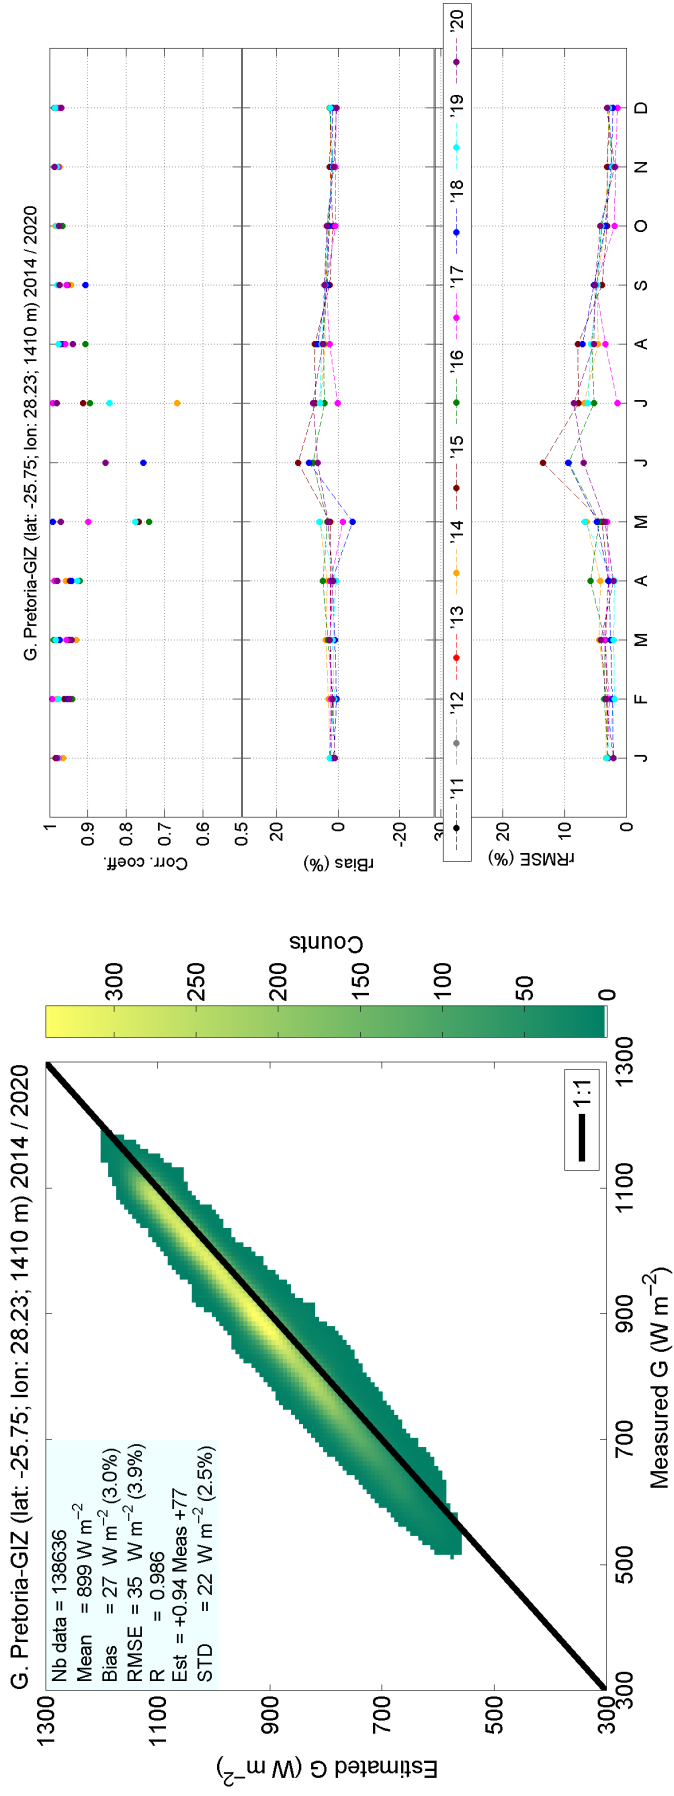 G. Pretoria-GIZ (lat: -25.75; lon: 28.23; 1410 m) 2014 / 2020
Nb data = 138636
Mean = 899 W m−2
Bias = 27 W m−2 (3.0%)
RMSE = 35 W m−2 (3.9%)
R = 0.986
Est = +0.94 Meas +77
STD = 22 W m−2 (2.5%)
1300
1100
900
700
500
300
Estimated G (W m−2)
300 500 700 900 1100 1300
Measured G (W m−2)
1:1
300
250
200
150
100
50
0
Counts
G. Pretoria-GIZ (lat: -25.75; lon: 28.23; 1410 m) 2014 / 2020
1
0.9
0.8
0.7
0.6
0.5
Corr. coeff.
20
0
-20
rBias (%)
30
20
10
0
rRMSE (%)
'11 '12 '13 '14 '15 '16 '17 '18 '19 '20
J F M A M J J A S O N D